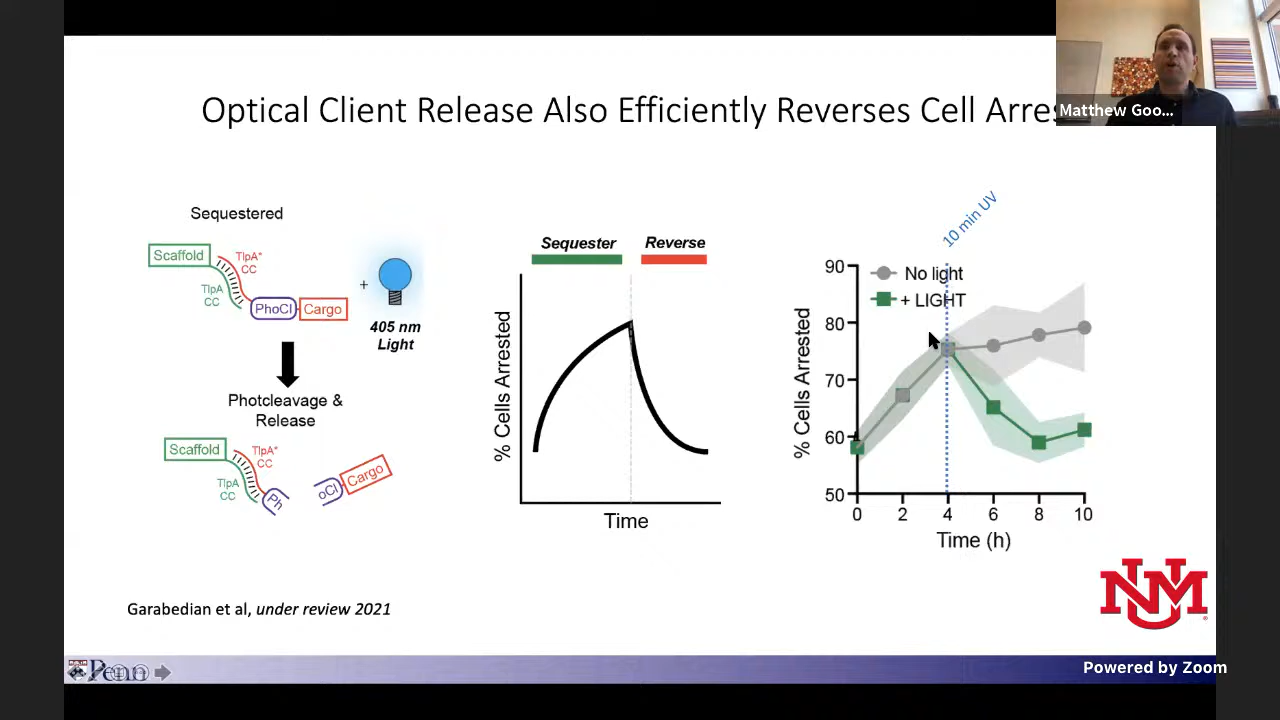 Optical Client Release Also Efficiently Reverses Cell Arres
Matthew Goo...
Sequestered
Scaffold
TlpA*
CC
TlpA
CC
PhoCl
Cargo
+
405 nm
Light
Photcleavage &
Release
Scaffold
TlpA*
CC
TlpA
CC
Ph
oCl
Cargo
Sequester
Reverse
% Cells Arrested
Time
10 min UV
No light
+ LIGHT
% Cells Arrested
90
80
70
60
50
0 2 4 6 8 10
Time (h)
Garabedian et al, under review 2021
UNM
Penn
Powered by Zoom